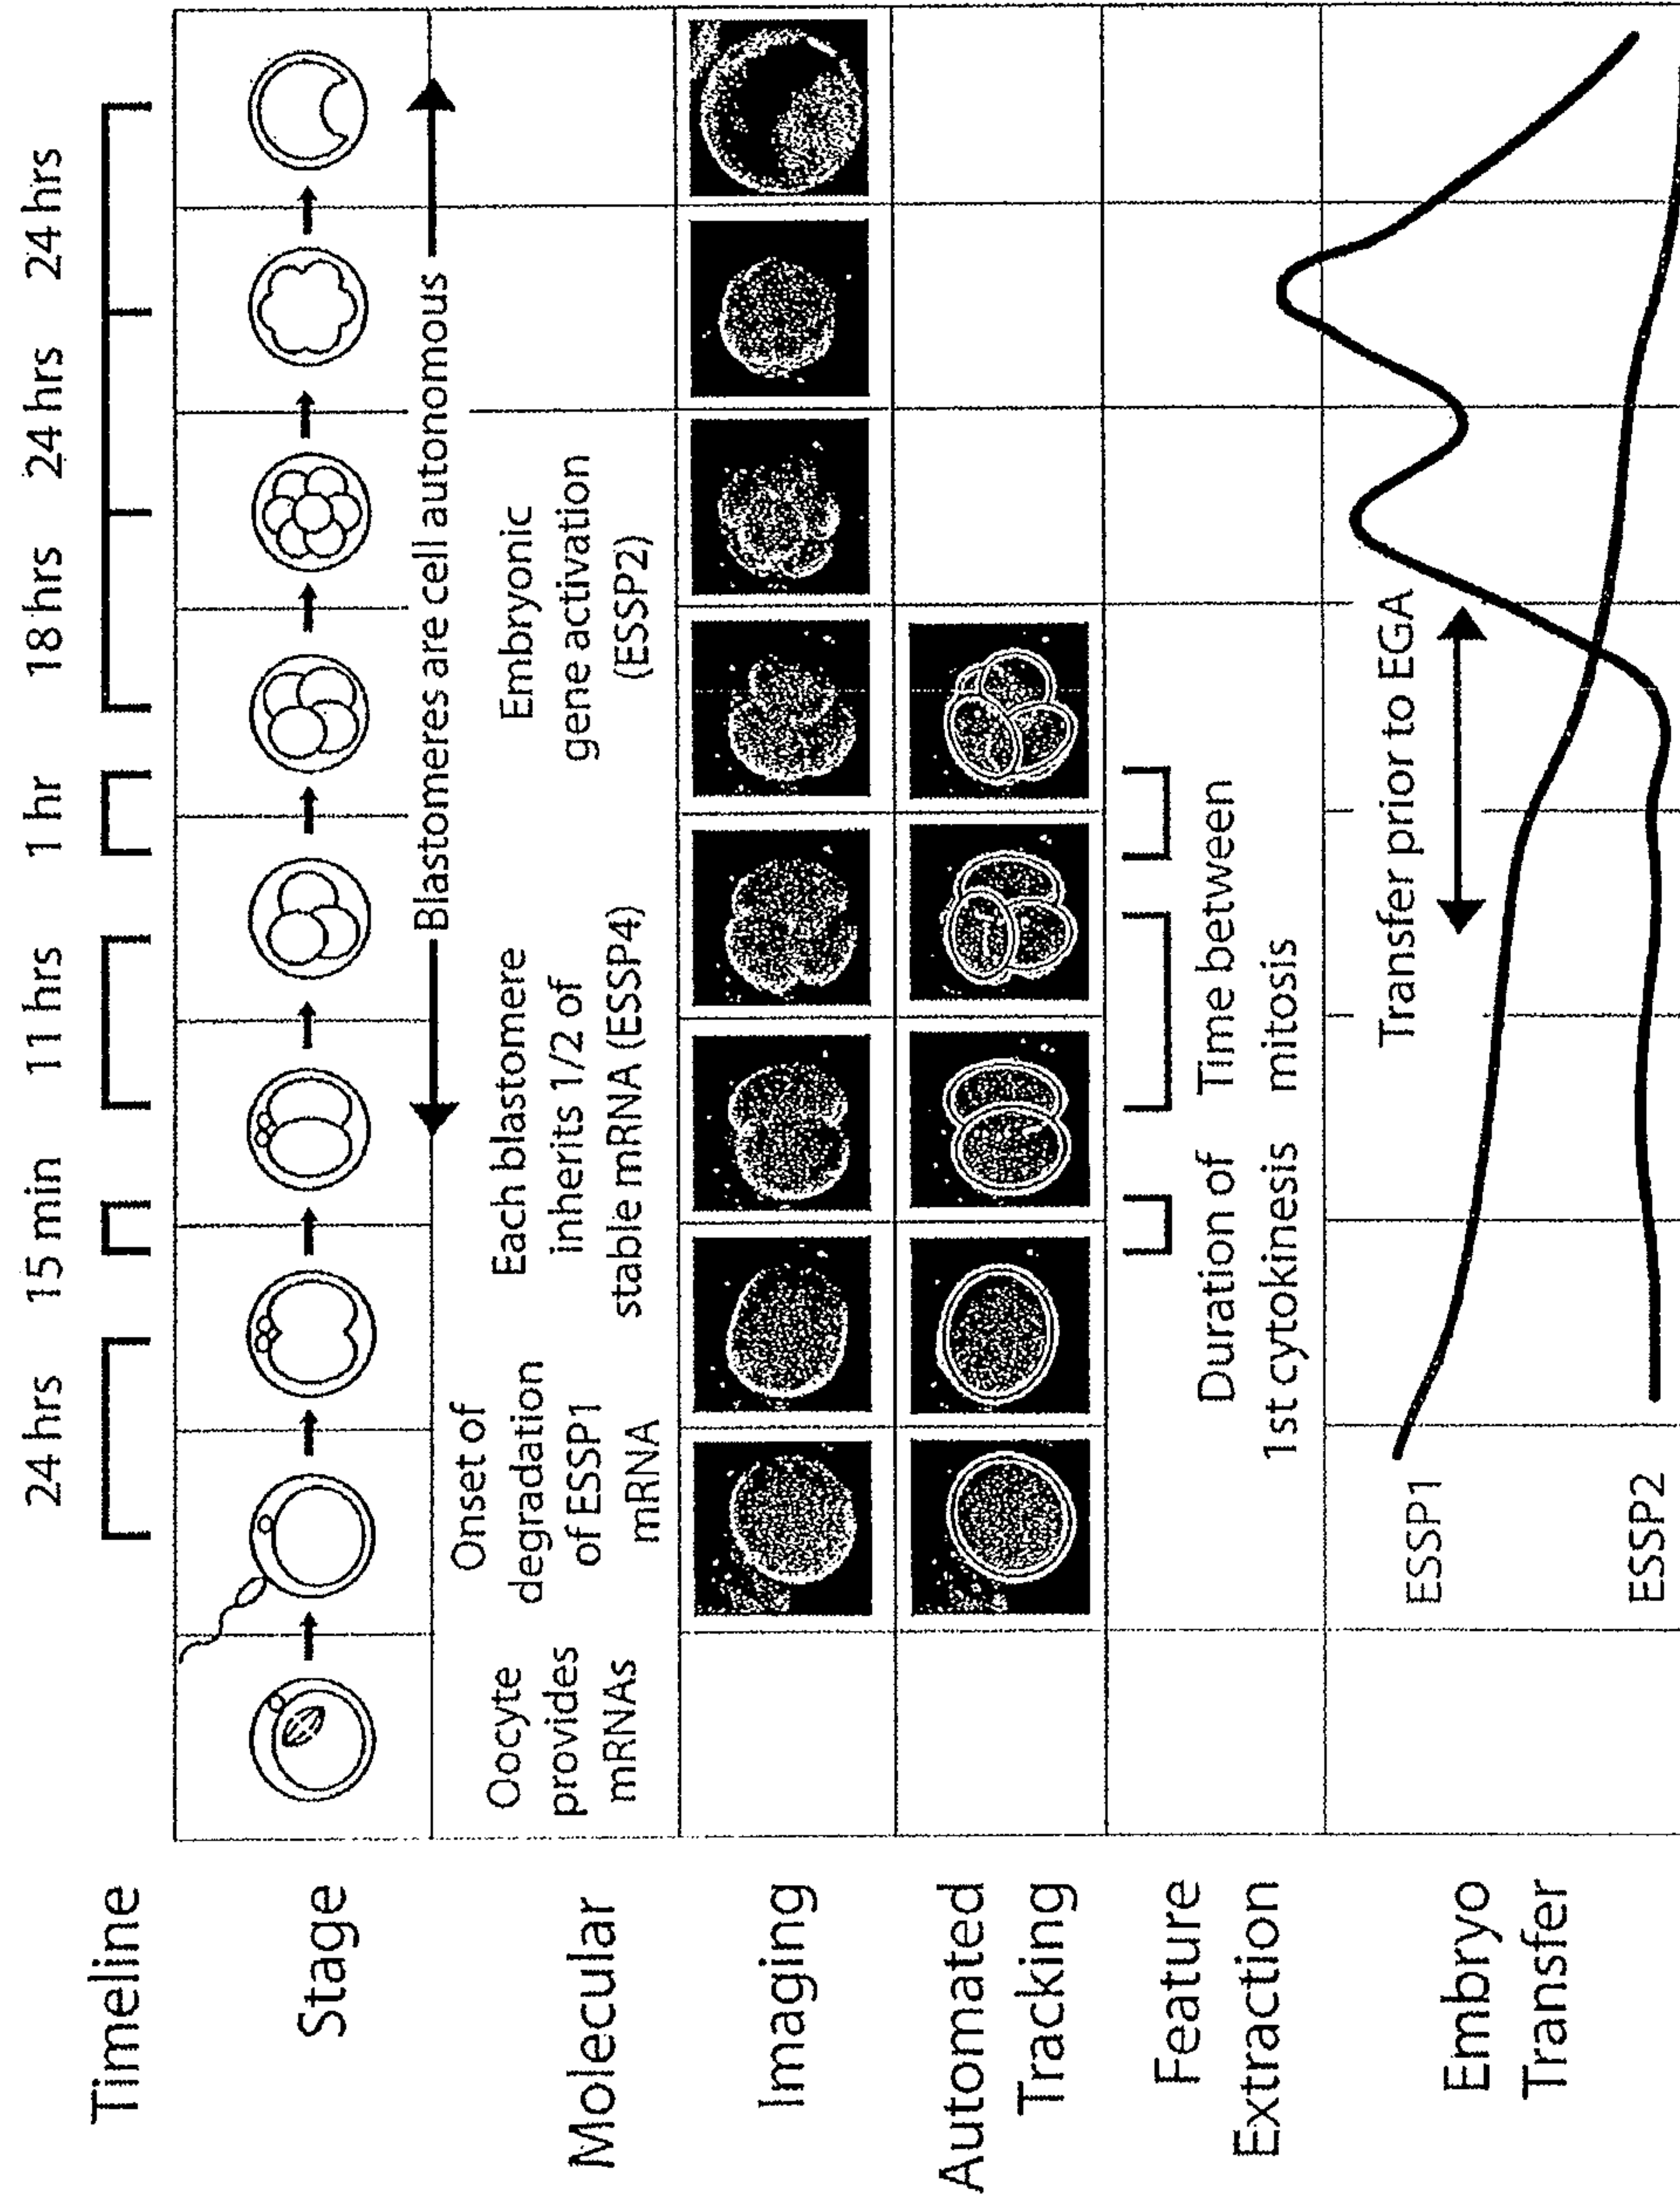 Timeline
24 hrs
15 min
11 hrs
1 hr
18 hrs
24 hrs
24 hrs
Stage
Blastomeres are cell autonomous
Molecular
Oocyte
provides
mRNAs
Onset of
degradation
of ESSP1
mRNA
Each blastomere
inherits 1/2 of
stable mRNA (ESSP4)
Embryonic
gene activation
(ESSP2)
Imaging
Automated
Tracking
Feature
Extraction
Duration of
1st cytokinesis
Time between
mitosis
Embryo
Transfer
Transfer prior to EGA
ESSP1
ESSP2